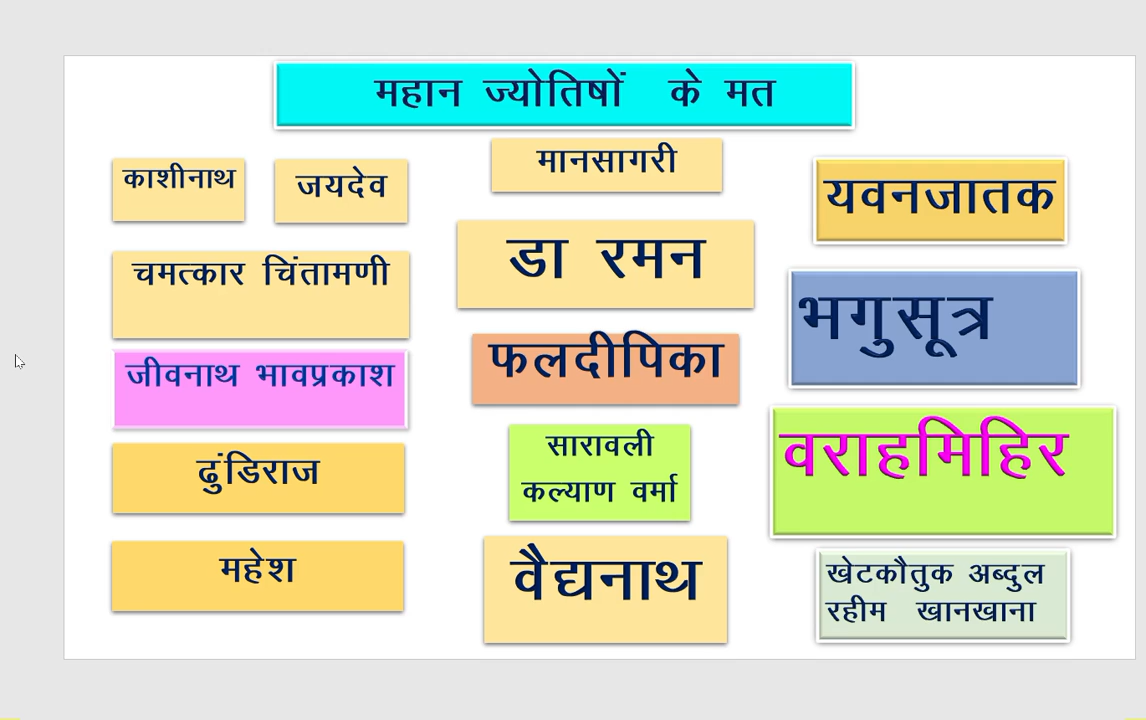 महान ज्योतिषों के मत
काशीनाथ
जयदेव
मानसागरी
यवनजातक
चमत्कार चिंतामणी
डा रमन
भगुसूत्र
जीवनाथ भावप्रकाश
फलदीपिका
ढुंडिराज
सारावली
कल्याण वर्मा
वराहमिहिर
महेश
वैद्यनाथ
खेटकौतुक अब्दुल
रहीम खानखाना